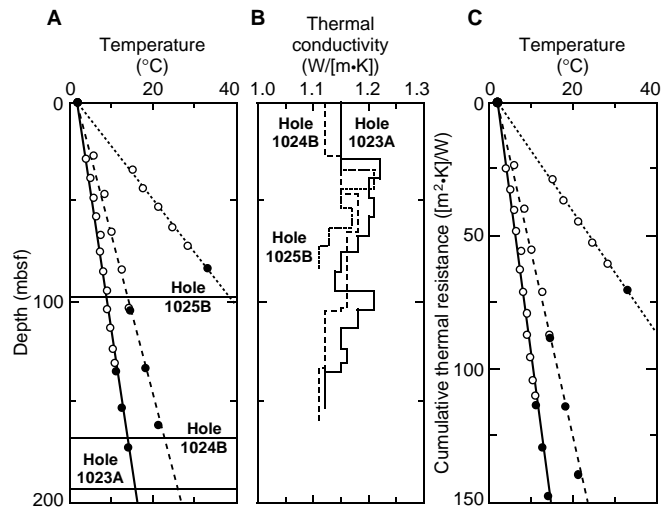 A
Temperature
(°C)
0 20 40
0
100
200
Depth (mbsf)
Hole
1025B
Hole
1024B
Hole
1023A
B
Thermal
conductivity
(W/[m•K])
1.0 1.1 1.2 1.3
Hole
1024B
Hole
1023A
Hole
1025B
C
Temperature
(°C)
0 20 40
0
50
100
150
Cumulative thermal resistance ([m²•K]/W)